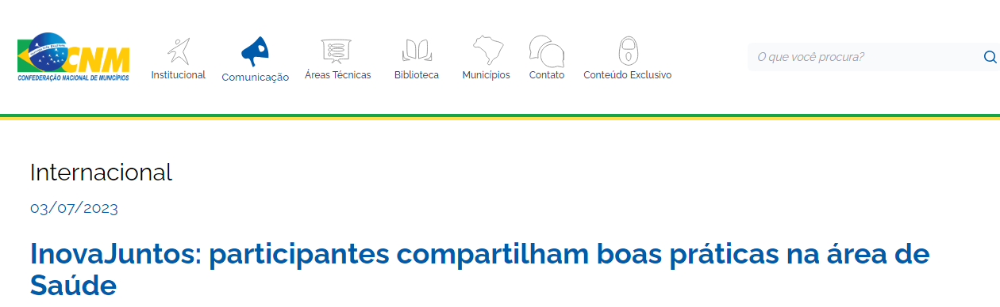 CNM
CONFEDERAÇÃO NACIONAL DE MUNICÍPIOS
Institucional
Comunicação
Áreas Técnicas
Biblioteca
Municípios
Contato
Conteúdo Exclusivo
O que você procura?
Internacional
03/07/2023
InovaJuntos: participantes compartilham boas práticas na área de
Saúde